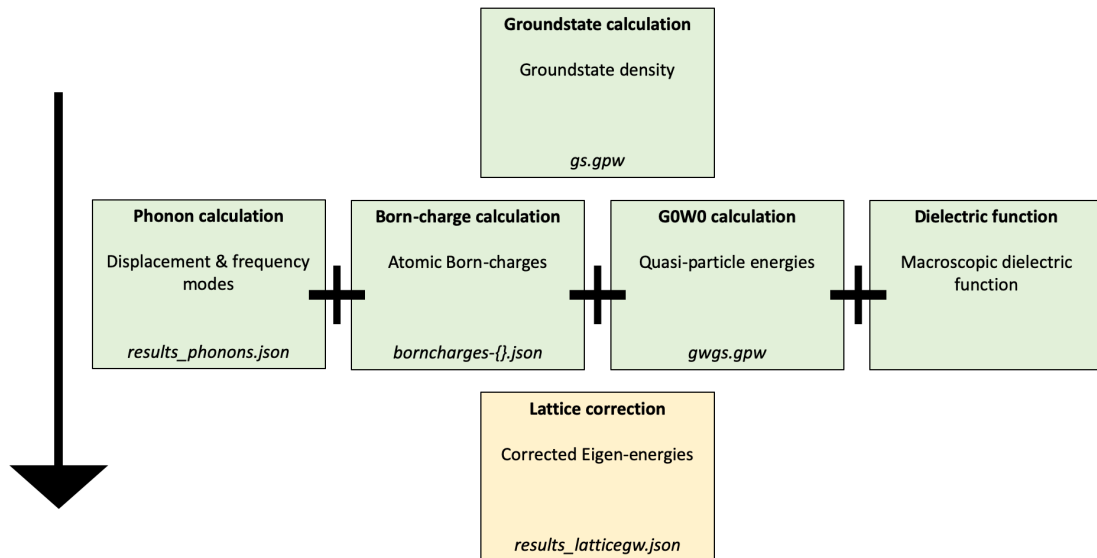 Groundstate calculation
Groundstate density
gs.gpw
Phonon calculation
Displacement & frequency
modes
results_phonons.json
Born-charge calculation
Atomic Born-charges
borncharges-{}.json
G0W0 calculation
Quasi-particle energies
gwgs.gpw
Dielectric function
Macroscopic dielectric
function
Lattice correction
Corrected Eigen-energies
results_latticegw.json